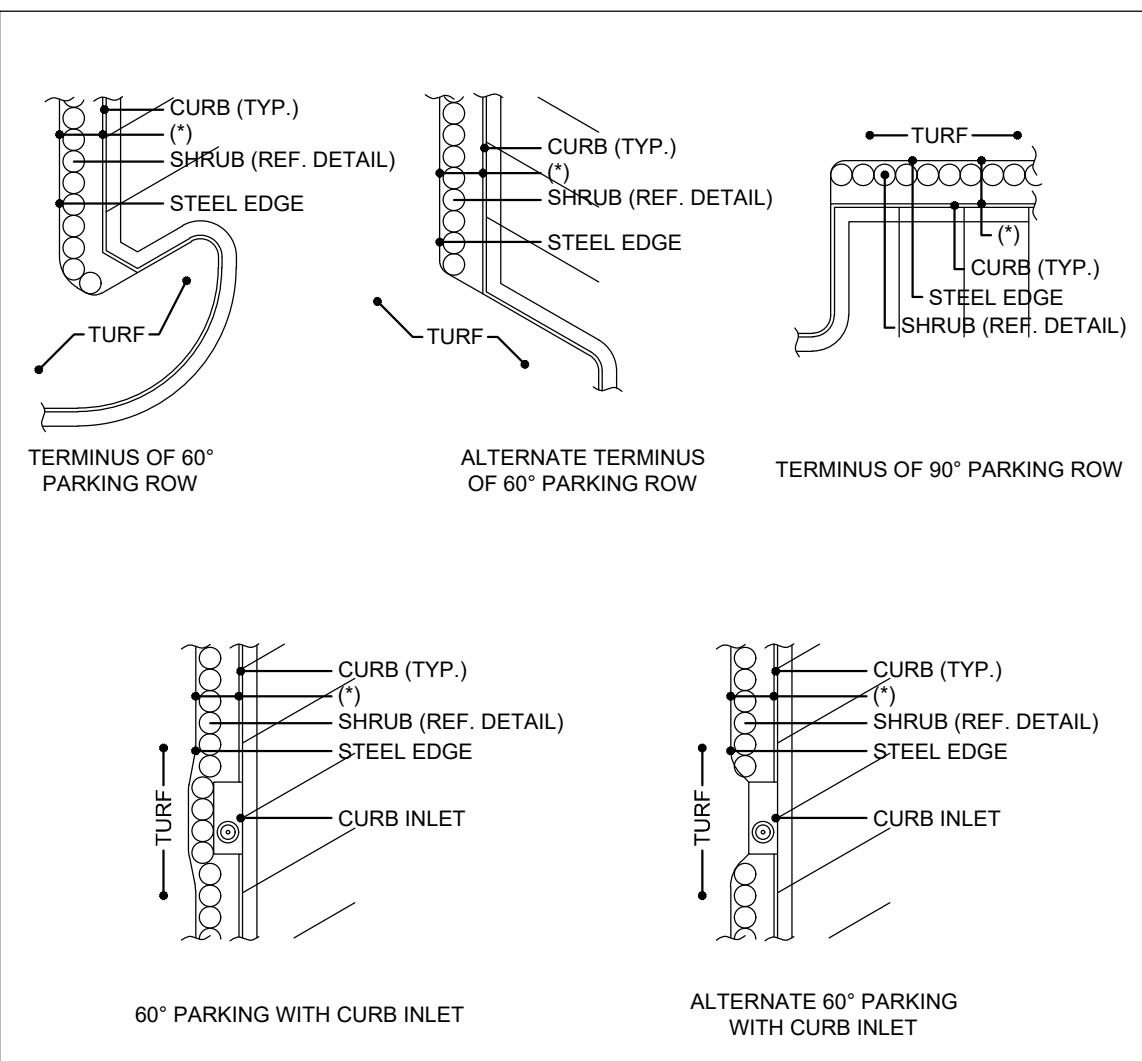 CURB (TYP.)
(*)
SHRUB (REF. DETAIL)
STEEL EDGE
TURF
TERMINUS OF 60°
PARKING ROW
CURB (TYP.)
(*)
SHRUB (REF. DETAIL)
STEEL EDGE
TURF
ALTERNATE TERMINUS
OF 60° PARKING ROW
TURF
(*)
CURB (TYP.)
STEEL EDGE
SHRUB (REF. DETAIL)
TERMINUS OF 90° PARKING ROW
CURB (TYP.)
(*)
SHRUB (REF. DETAIL)
STEEL EDGE
TURF
CURB INLET
60° PARKING WITH CURB INLET
CURB (TYP.)
(*)
SHRUB (REF. DETAIL)
STEEL EDGE
TURF
CURB INLET
ALTERNATE 60° PARKING
WITH CURB INLET